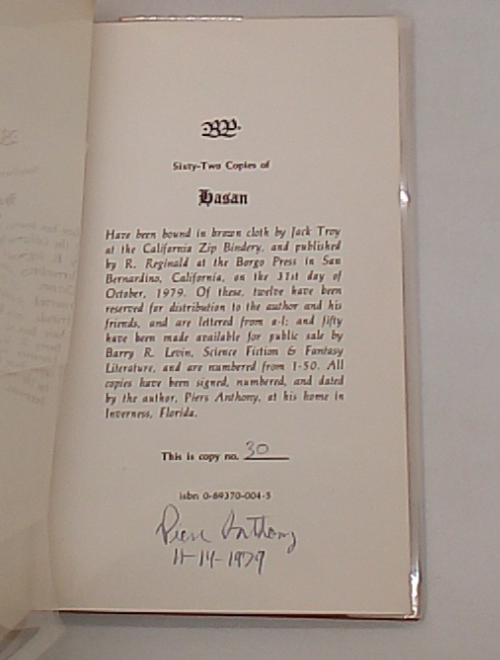 BP
Sixty-Two Copies of
Hasan
Have been bound in brown cloth by Jack Troy
at the California Zip Bindery, and published
by R. Reginald at the Borgo Press in San
Bernardino, California, on the 31st day of
October, 1979. Of these, twelve have been
reserved for distribution to the author and his
friends, and are lettered from a-l; and fifty
have been made available for public sale by
Barry R. Levin, Science Fiction & Fantasy
Literature, and are numbered from 1-50. All
copies have been signed, numbered, and dated
by the author, Piers Anthony, at his home in
Inverness, Florida.
This is copy no. 30
isbn 0-89370-004-5
Piers Anthony
11-14-1979